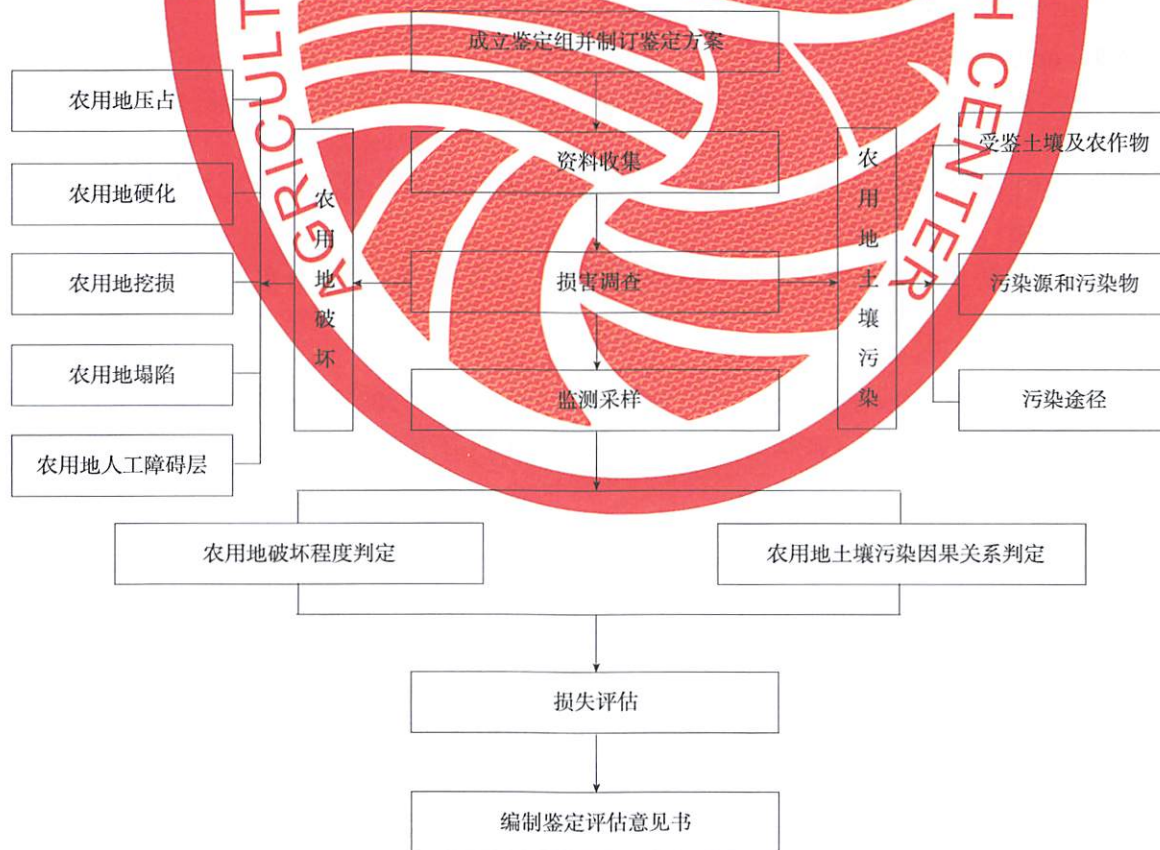 成立鉴定组并制订鉴定方案
农用地压占
农用地硬化
农用地挖损
农用地塌陷
农用地人工障碍层
农用地破坏
资料收集
损害调查
监测采样
农用地土壤污染
受鉴土壤及农作物
污染源和污染物
污染途径
农用地破坏程度判定
农用地土壤污染因果关系判定
损失评估
编制鉴定评估意见书
AGRICULT
H CENTER